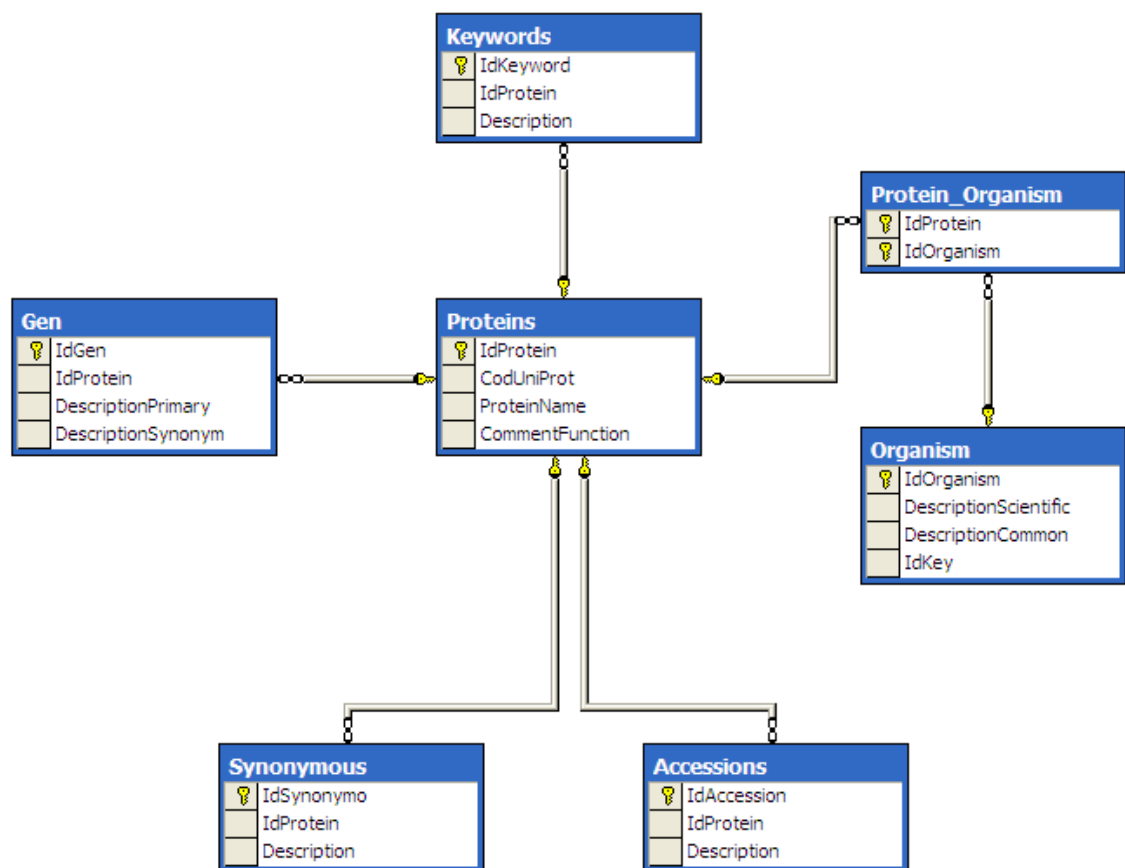 Keywords
IdKeyword
IdProtein
Description
Protein_Organism
IdProtein
IdOrganism
Gen
IdGen
IdProtein
DescriptionPrimary
DescriptionSynonym
Proteins
IdProtein
CodUniProt
ProteinName
CommentFunction
Organism
IdOrganism
DescriptionScientific
DescriptionCommon
IdKey
Synonymous
IdSynonymo
IdProtein
Description
Accessions
IdAccession
IdProtein
Description